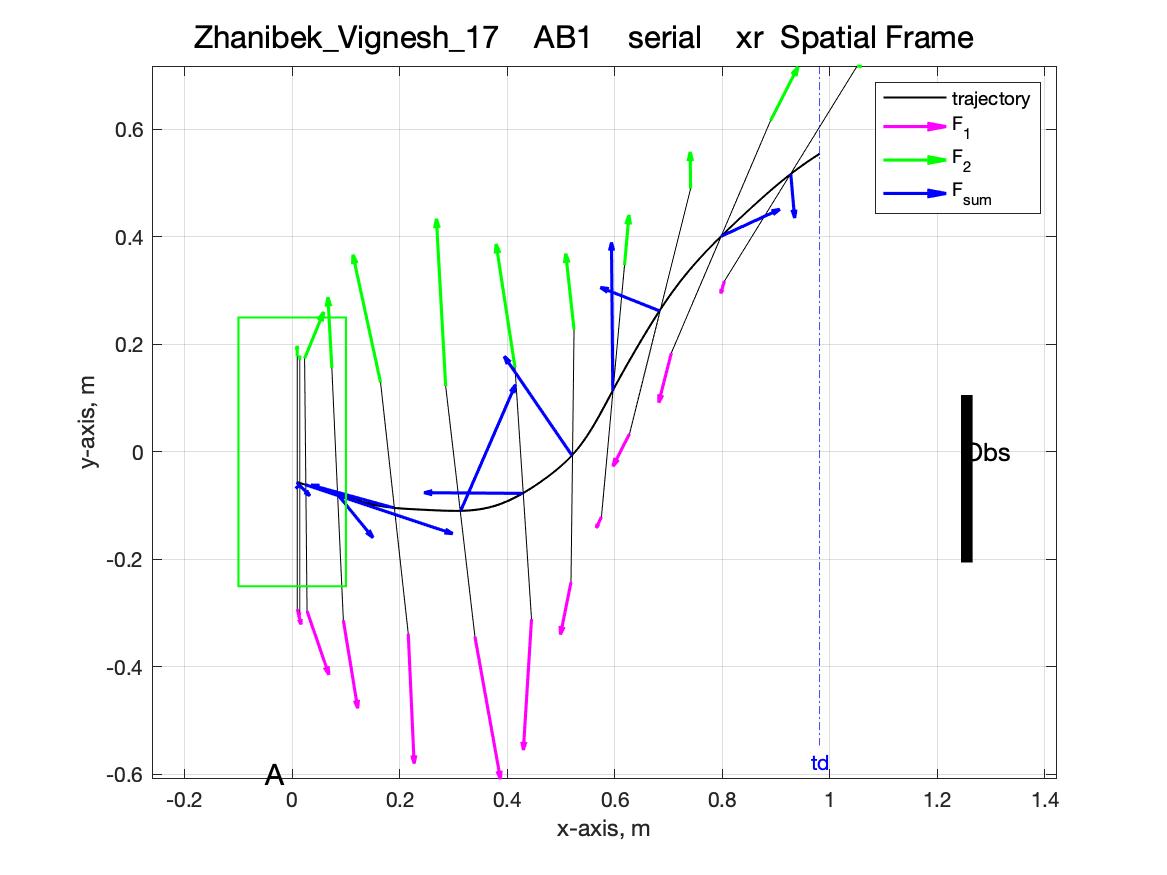 Zhanibek_Vignesh_17 AB1 serial xr Spatial Frame
trajectory
F1
F2
Fsum
0.6
0.4
0.2
0
-0.2
-0.4
-0.6
y-axis, m
Obs
td
A
-0.2 0 0.2 0.4 0.6 0.8 1 1.2 1.4
x-axis, m